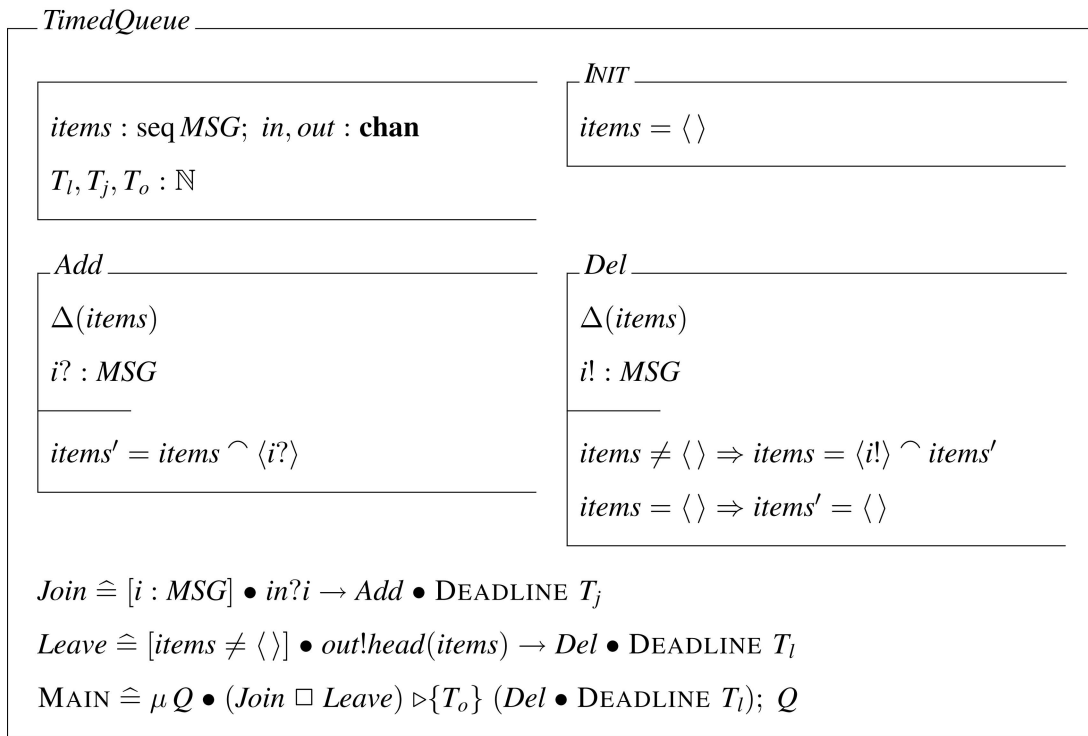 TimedQueue
items : seq MSG; in, out : chan
T_l, T_j, T_o : ℕ
INIT
items = ⟨ ⟩
Add
Δ(items)
i? : MSG
items′ = items ⌢ ⟨i?⟩
Del
Δ(items)
i! : MSG
items ≠ ⟨ ⟩ ⇒ items = ⟨i!⟩ ⌢ items′
items = ⟨ ⟩ ⇒ items′ = ⟨ ⟩
Join ≙ [i : MSG] • in?i → Add • DEADLINE T_j
Leave ≙ [items ≠ ⟨ ⟩] • out!head(items) → Del • DEADLINE T_l
MAIN ≙ μ Q • (Join □ Leave) ▷{T_o} (Del • DEADLINE T_l); Q